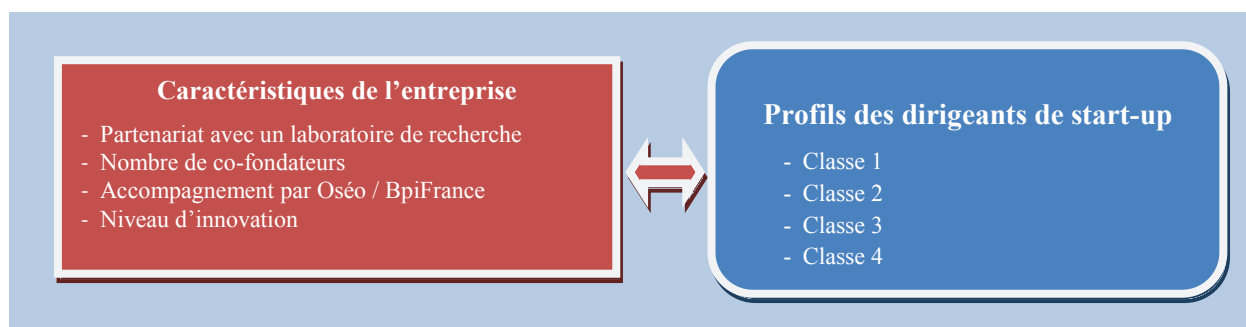 Caractéristiques de l’entreprise
- Partenariat avec un laboratoire de recherche
- Nombre de co-fondateurs
- Accompagnement par Oséo / BpiFrance
- Niveau d’innovation
Profils des dirigeants de start-up
- Classe 1
- Classe 2
- Classe 3
- Classe 4